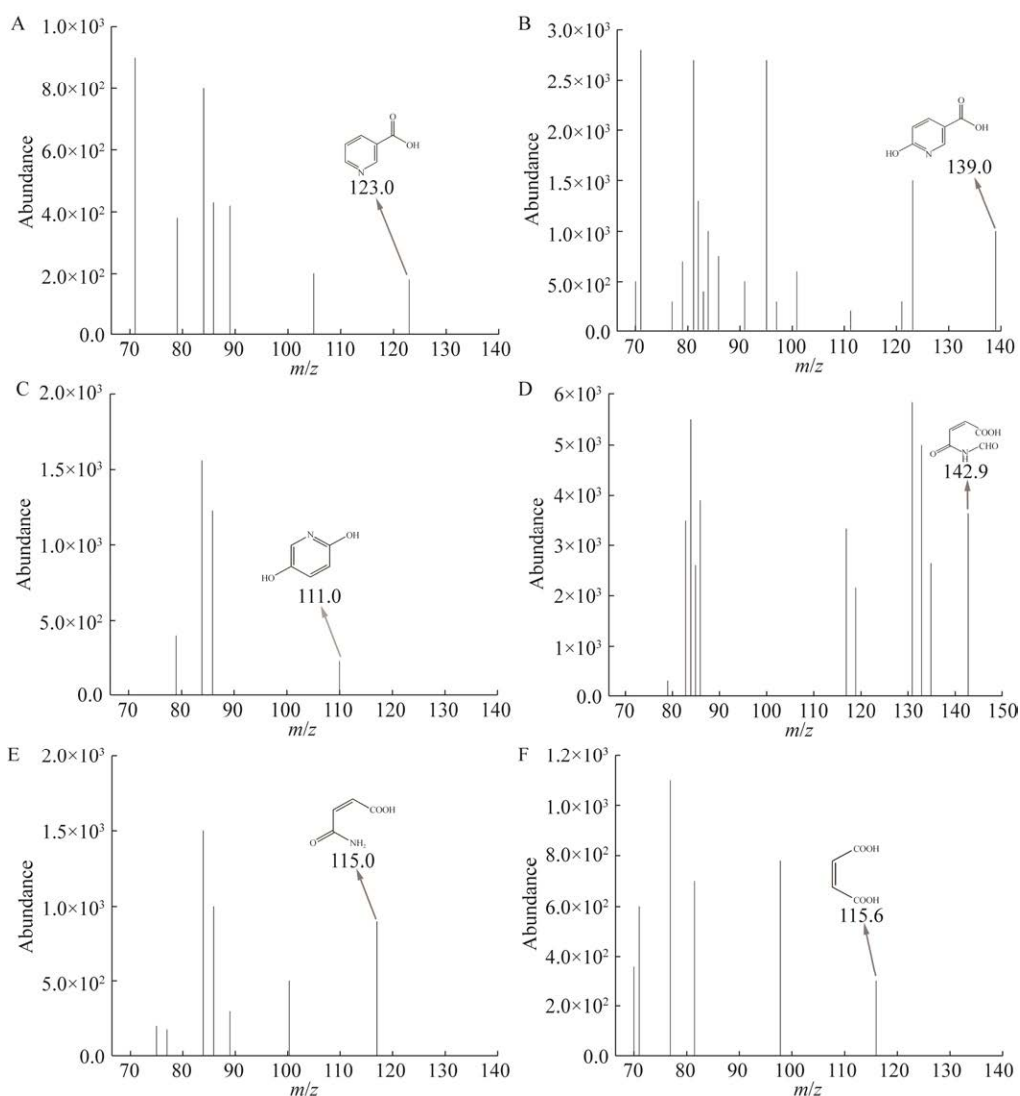 A
1.0×10³
8.0×10²
6.0×10²
4.0×10²
2.0×10²
0.0
Abundance
O
OH
N
123.0
70 80 90 100 110 120 130 140
m/z
B
3.0×10³
2.5×10³
2.0×10³
1.5×10³
1.0×10³
5.0×10²
0.0
Abundance
O
OH
HO
N
139.0
70 80 90 100 110 120 130 140
m/z
C
2.0×10³
1.5×10³
1.0×10³
5.0×10²
0.0
Abundance
N
OH
HO
111.0
70 80 90 100 110 120 130 140
m/z
D
6×10³
5×10³
4×10³
3×10³
2×10³
1×10³
0.0
Abundance
COOH
O
N
H
CHO
142.9
70 80 90 100 110 120 130 140 150
m/z
E
2.0×10³
1.5×10³
1.0×10³
5.0×10²
0.0
Abundance
COOH
O
NH₂
115.0
70 80 90 100 110 120 130 140
m/z
F
1.2×10³
1.0×10³
8.0×10²
6.0×10²
4.0×10²
2.0×10²
0.0
Abundance
COOH
COOH
115.6
70 80 90 100 110 120 130 140
m/z